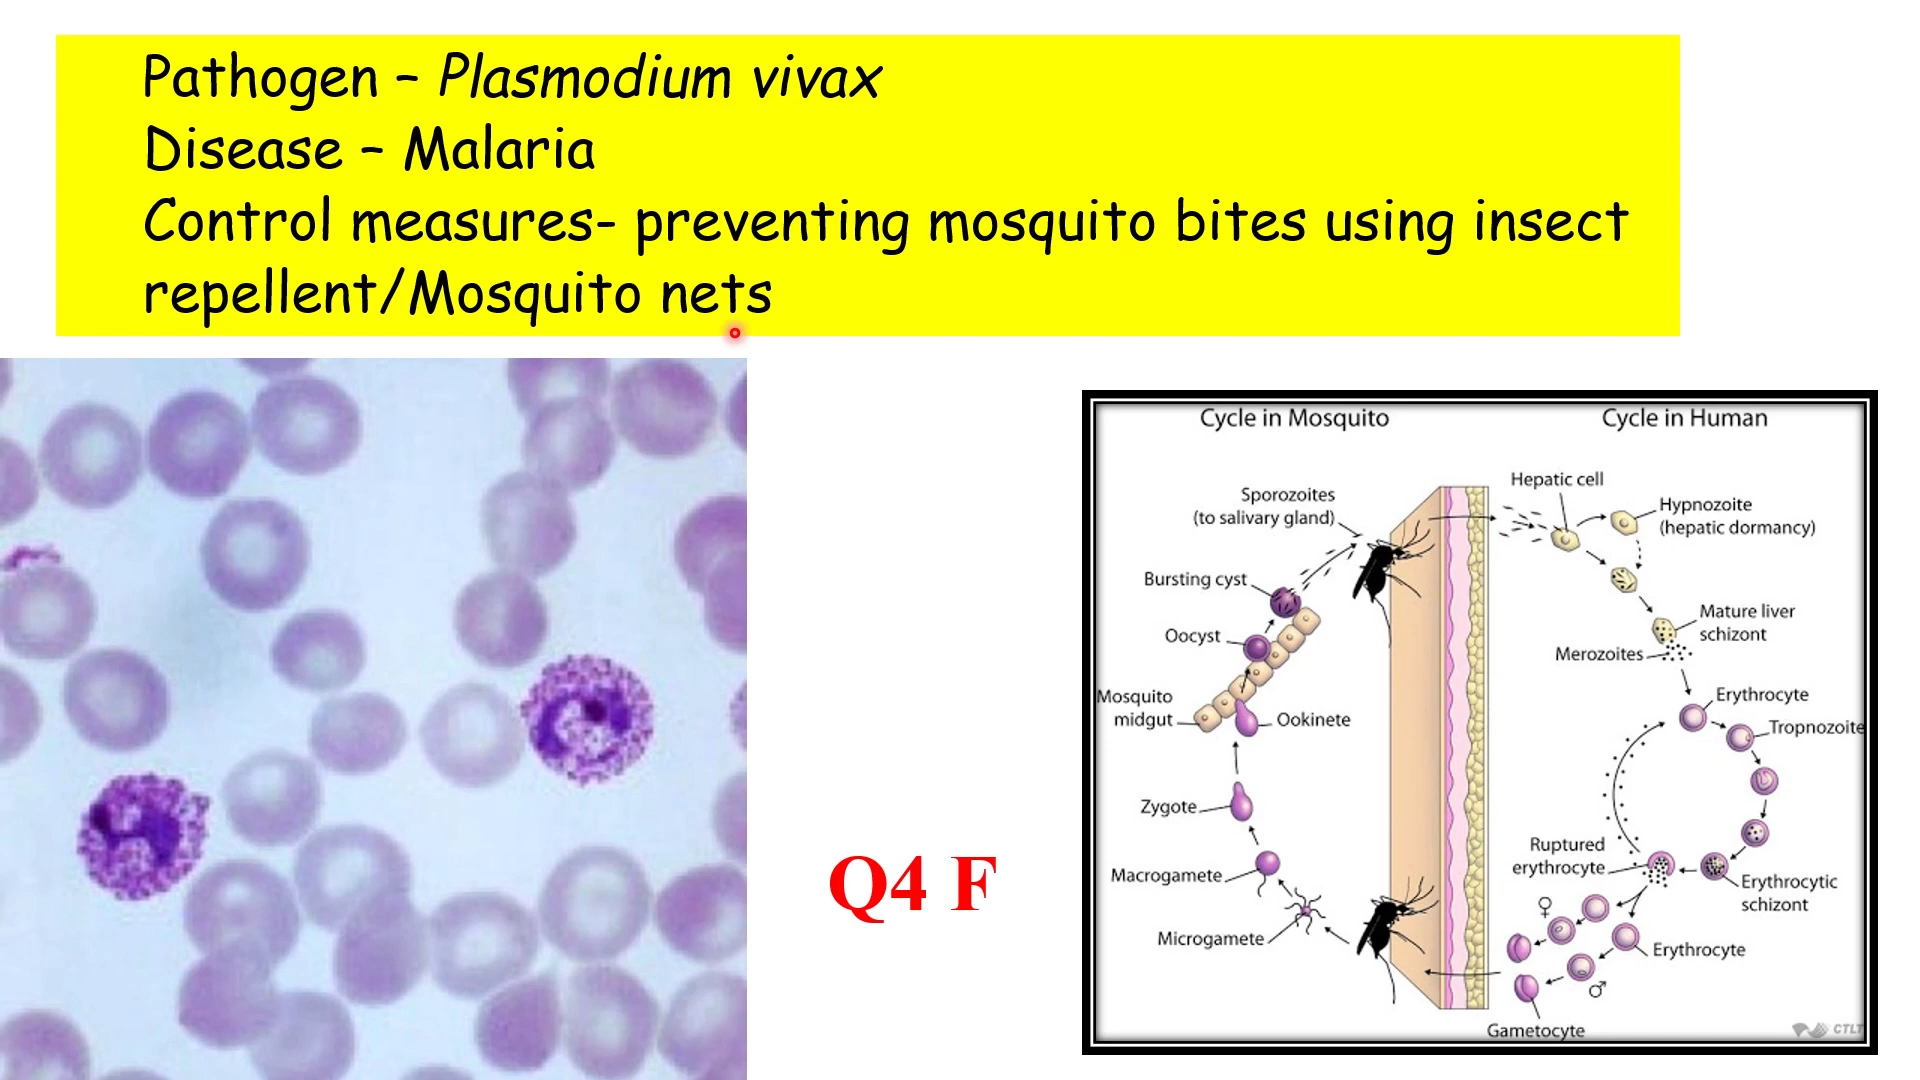 Pathogen – Plasmodium vivax
Disease – Malaria
Control measures- preventing mosquito bites using insect
repellent/Mosquito nets
Q4 F
Cycle in Mosquito
Cycle in Human
Sporozoites
(to salivary gland)
Bursting cyst
Oocyst
Mosquito
midgut
Ookinete
Zygote
Macrogamete
Microgamete
Hepatic cell
Hypnozoite
(hepatic dormancy)
Mature liver
schizont
Merozoites
Erythrocyte
Tropnozoite
Ruptured
erythrocyte
Erythrocytic
schizont
♀
Erythrocyte
♂
Gametocyte
CTLT